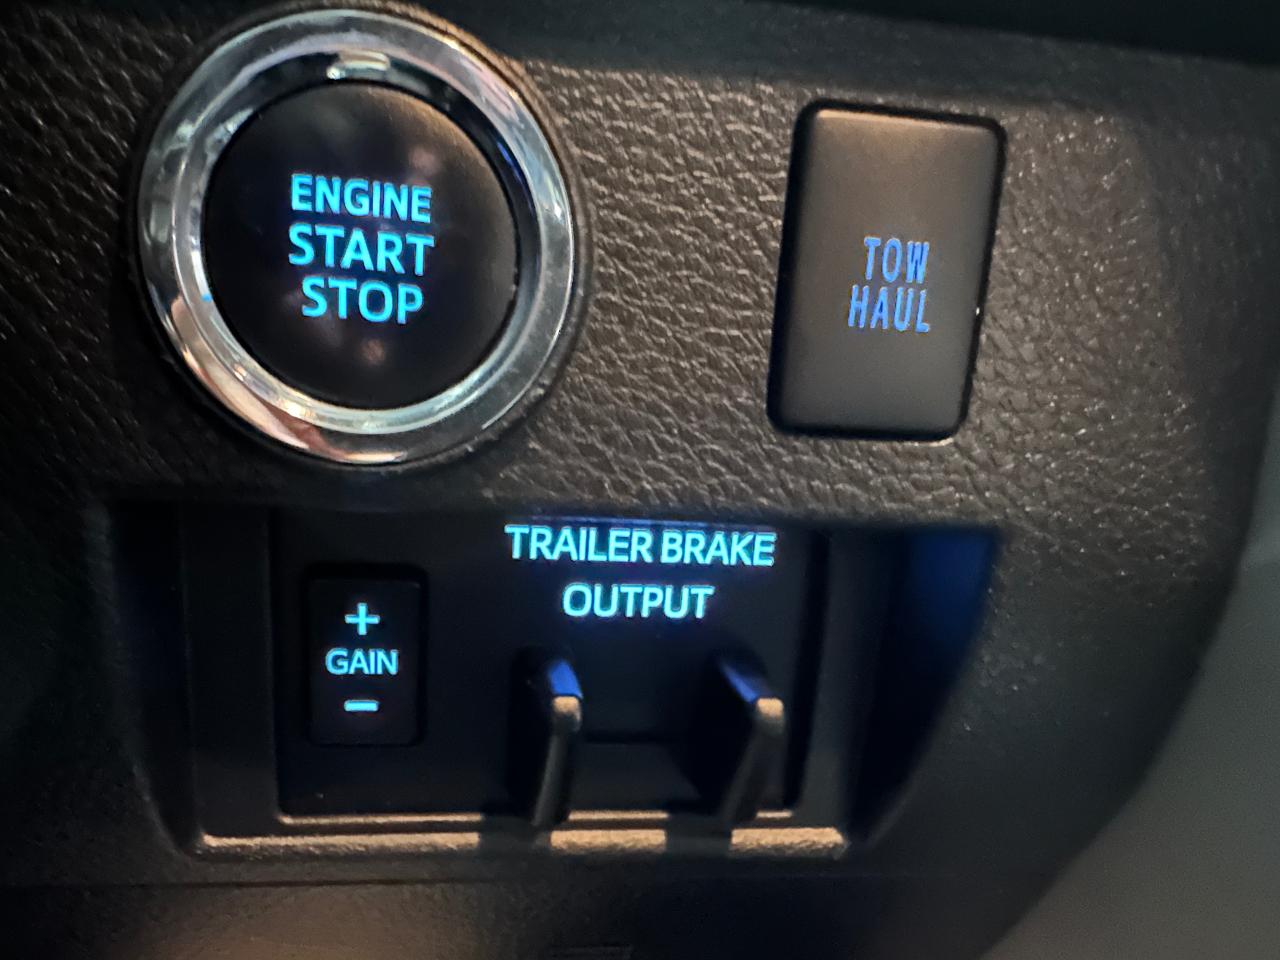 ENGINE
START
STOP
TOW
HAUL
TRAILER BRAKE
OUTPUT
+
GAIN
-